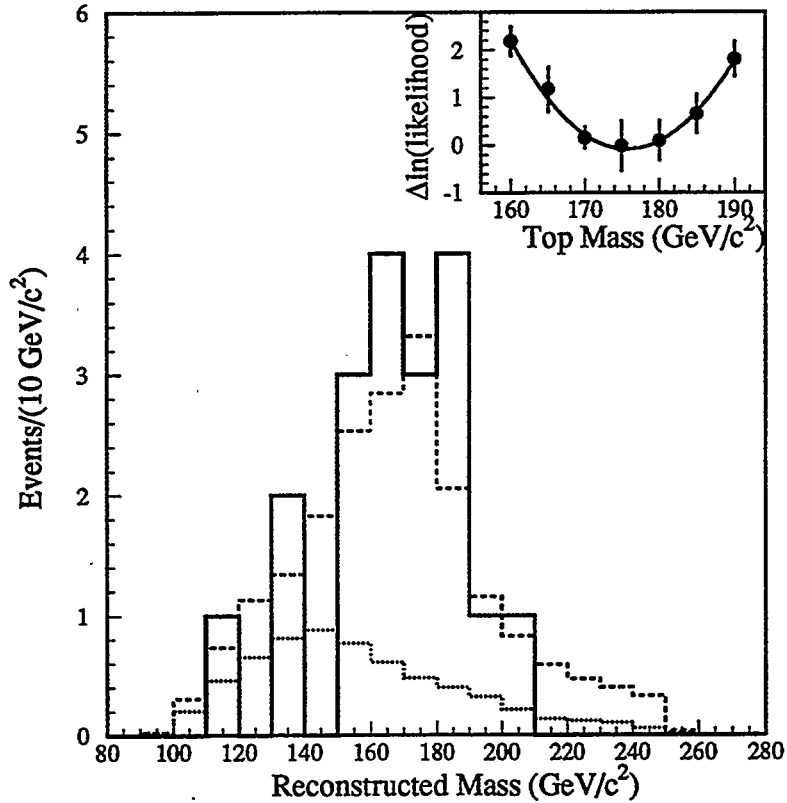 6
5
4
3
2
1
0
Events/(10 GeV/c²)
80 100 120 140 160 180 200 220 240 260 280
Reconstructed Mass (GeV/c²)
2
1
0
-1
Δln(likelihood)
160 170 180 190
Top Mass (GeV/c²)